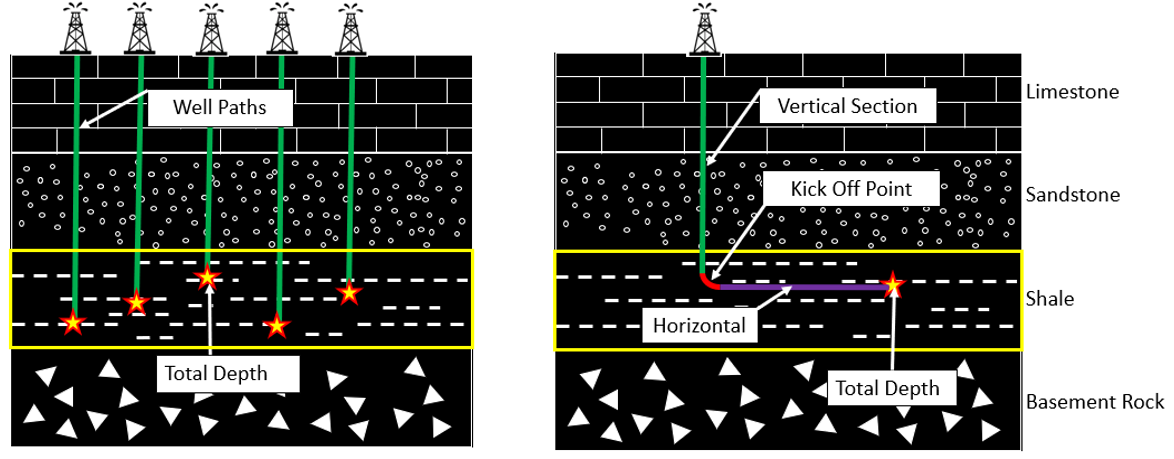 Well Paths
Total Depth
Vertical Section
Kick Off Point
Horizontal
Total Depth
Limestone
Sandstone
Shale
Basement Rock